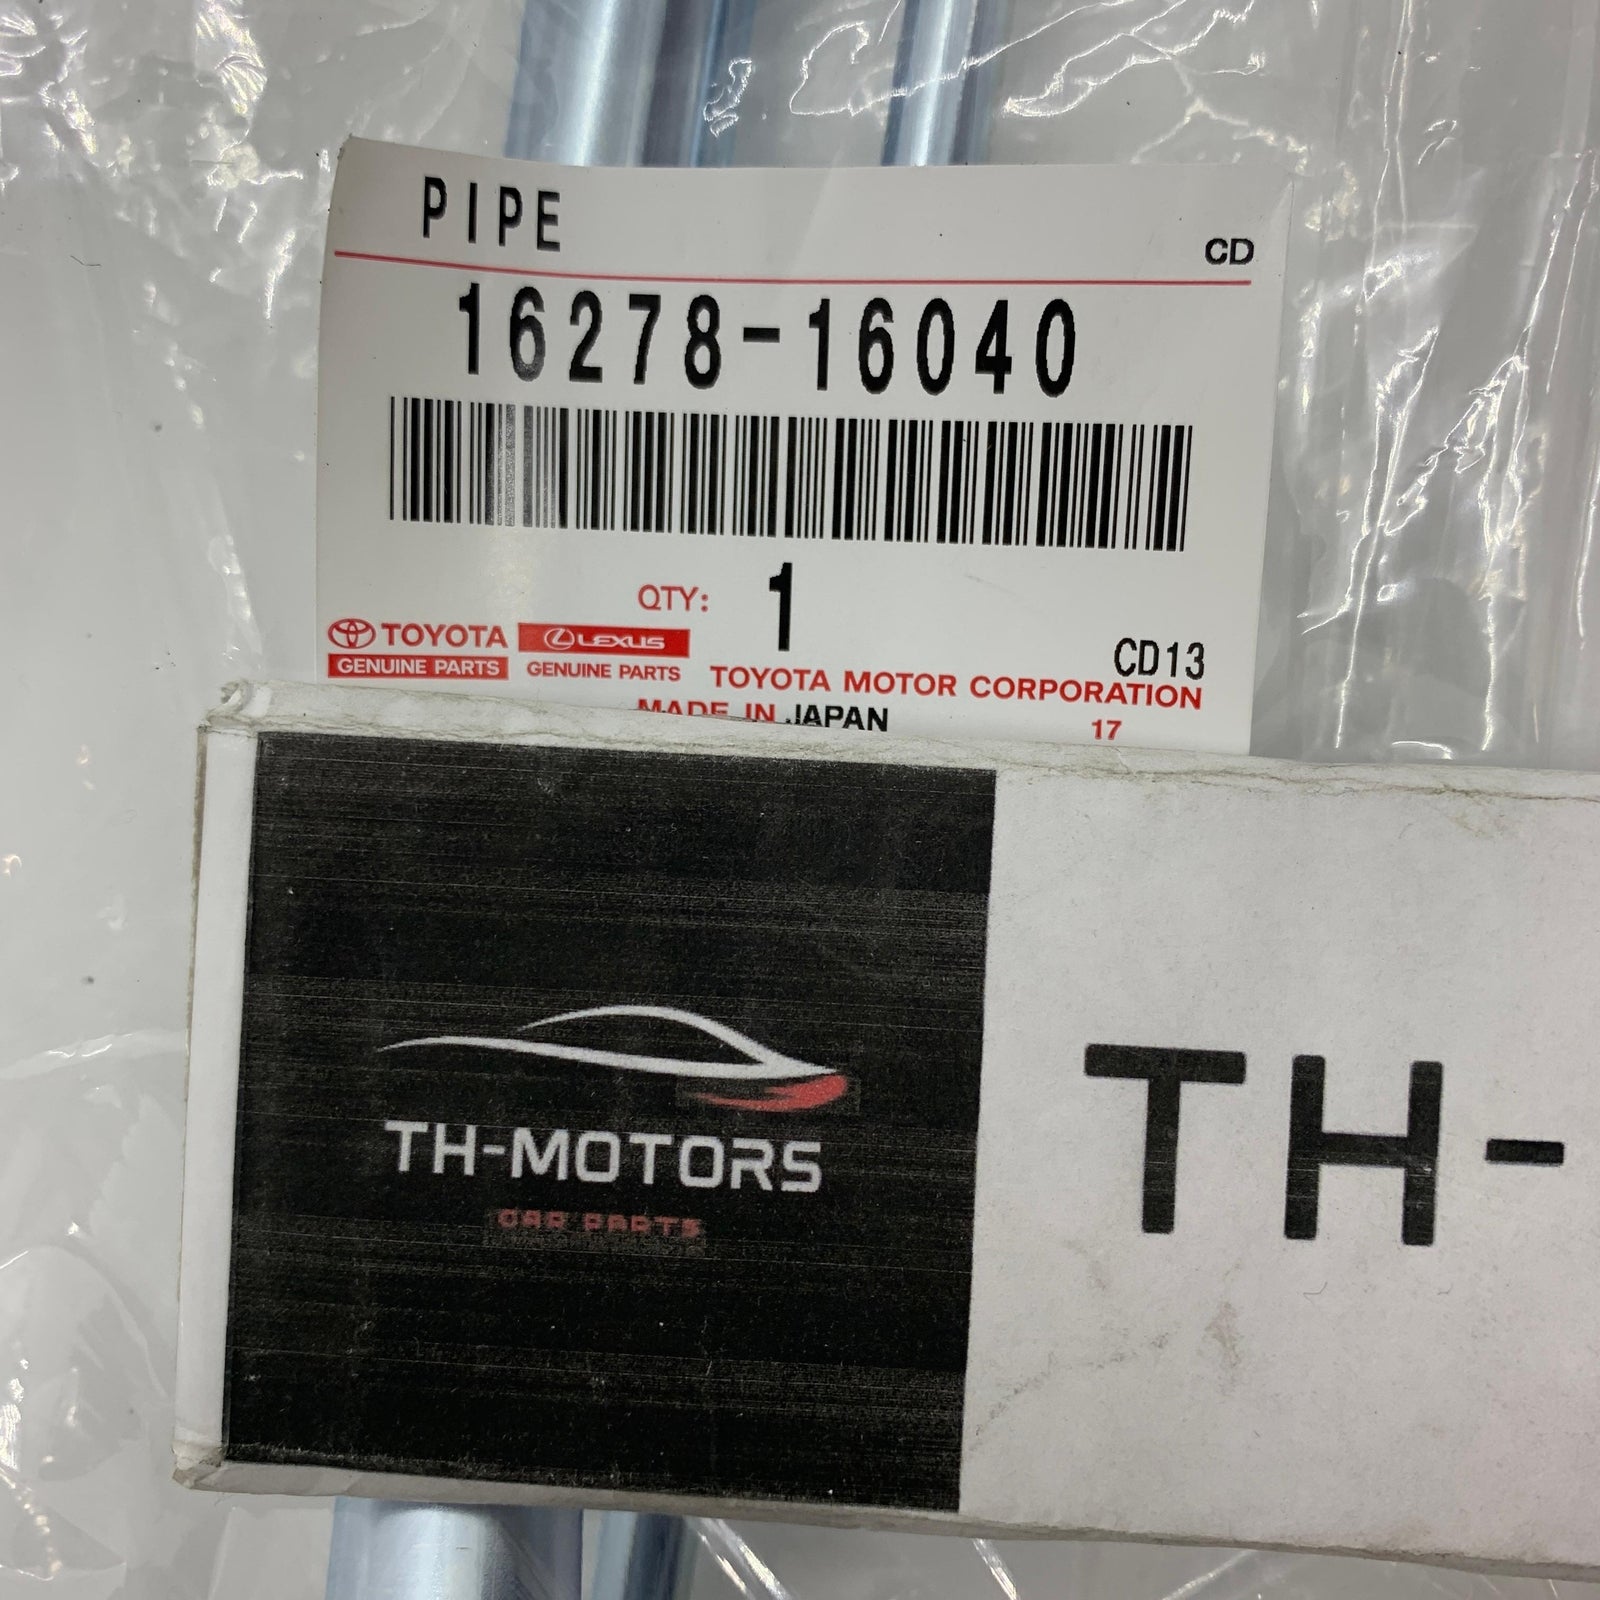 PIPE
CD
16278-16040
QTY: 1
TOYOTA LEXUS
GENUINE PARTS GENUINE PARTS
CD13
TOYOTA MOTOR CORPORATION
MADE IN JAPAN 17
TH-MOTORS
CAR PARTS
TH-